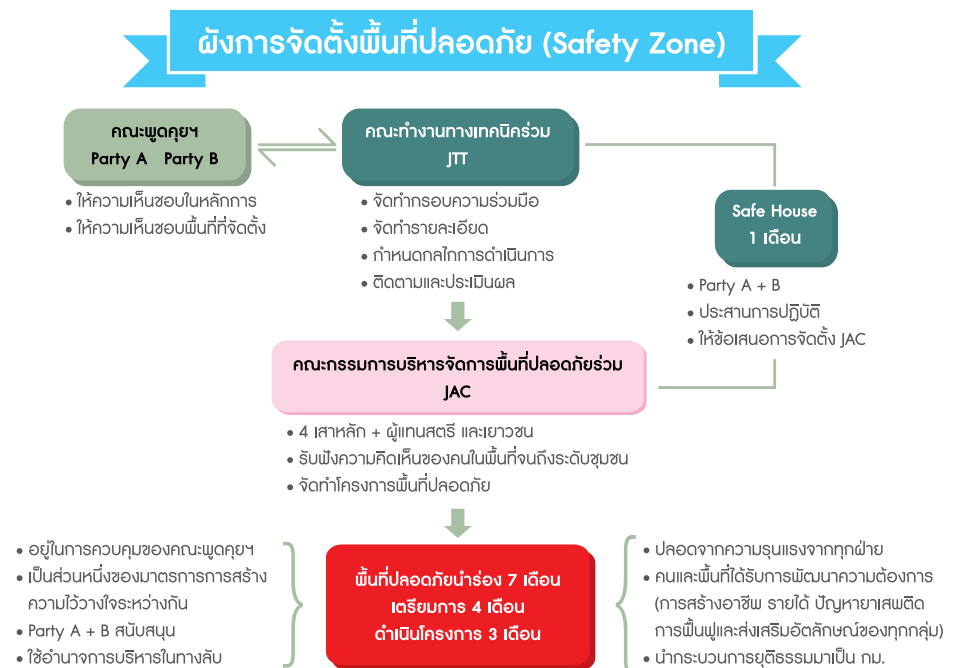 ผังการจัดตั้งพื้นที่ปลอดภัย (Safety Zone)
คณะพูดคุยฯ
Party A Party B
• ให้ความเห็นชอบในหลักการ
• ให้ความเห็นชอบพื้นที่ที่จัดตั้ง
คณะทำงานทางเทคนิคร่วม
JTT
• จัดทำกรอบความร่วมมือ
• จัดทำรายละเอียด
• กำหนดกลไกการดำเนินการ
• ติดตามและประเมินผล
Safe House
1 เดือน
• Party A + B
• ประสานการปฏิบัติ
• ให้ข้อเสนอการจัดตั้ง JAC
คณะกรรมการบริหารจัดการพื้นที่ปลอดภัยร่วม
JAC
• 4 เสาหลัก + ผู้แทนสตรี และเยาวชน
• รับฟังความคิดเห็นของคนในพื้นที่จนถึงระดับชุมชน
• จัดทำโครงการพื้นที่ปลอดภัย
• อยู่ในการควบคุมของคณะพูดคุยฯ
• เป็นส่วนหนึ่งของมาตรการการสร้าง
ความไว้วางใจระหว่างกัน
• Party A + B สนับสนุน
• ใช้อำนาจการบริหารในทางลับ
พื้นที่ปลอดภัยนำร่อง 7 เดือน
เตรียมการ 4 เดือน
ดำเนินโครงการ 3 เดือน
• ปลอดจากความรุนแรงจากทุกฝ่าย
• คนและพื้นที่ได้รับการพัฒนาความต้องการ
(การสร้างอาชีพ รายได้ ปัญหายาเสพติด
การฟื้นฟูและส่งเสริมอัตลักษณ์ของทุกกลุ่ม)
• นำกระบวนการยุติธรรมมาเป็น กม.